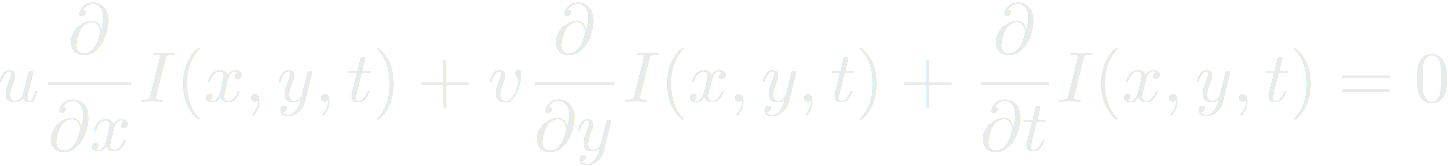 u ∂/∂x I(x, y, t) + v ∂/∂y I(x, y, t) + ∂/∂t I(x, y, t) = 0